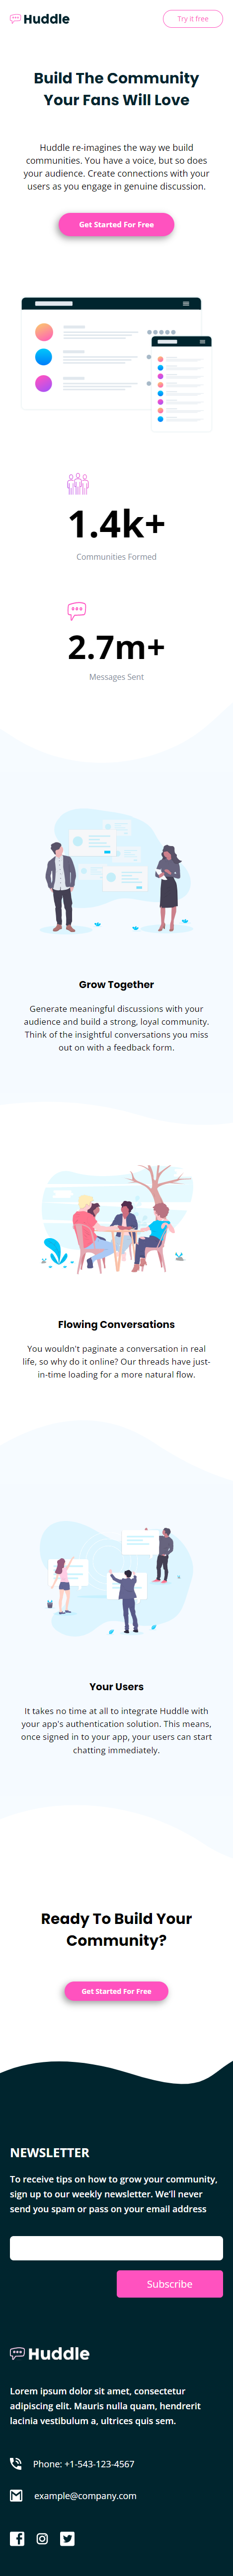 Huddle
Try it free
Build The Community
Your Fans Will Love
Huddle re-imagines the way we build
communities. You have a voice, but so does
your audience. Create connections with your
users as you engage in genuine discussion.
Get Started For Free
1.4k+
Communities Formed
2.7m+
Messages Sent
Grow Together
Generate meaningful discussions with your
audience and build a strong, loyal community.
Think of the insightful conversations you miss
out on with a feedback form.
Flowing Conversations
You wouldn't paginate a conversation in real
life, so why do it online? Our threads have just-
in-time loading for a more natural flow.
Your Users
It takes no time at all to integrate Huddle with
your app's authentication solution. This means,
once signed in to your app, your users can start
chatting immediately.
Ready To Build Your
Community?
Get Started For Free
NEWSLETTER
To receive tips on how to grow your community,
sign up to our weekly newsletter. We'll never
send you spam or pass on your email address
Subscribe
Huddle
Lorem ipsum dolor sit amet, consectetur
adipiscing elit. Mauris nulla quam, hendrerit
lacinia vestibulum a, ultrices quis sem.
Phone: +1-543-123-4567
example@company.com